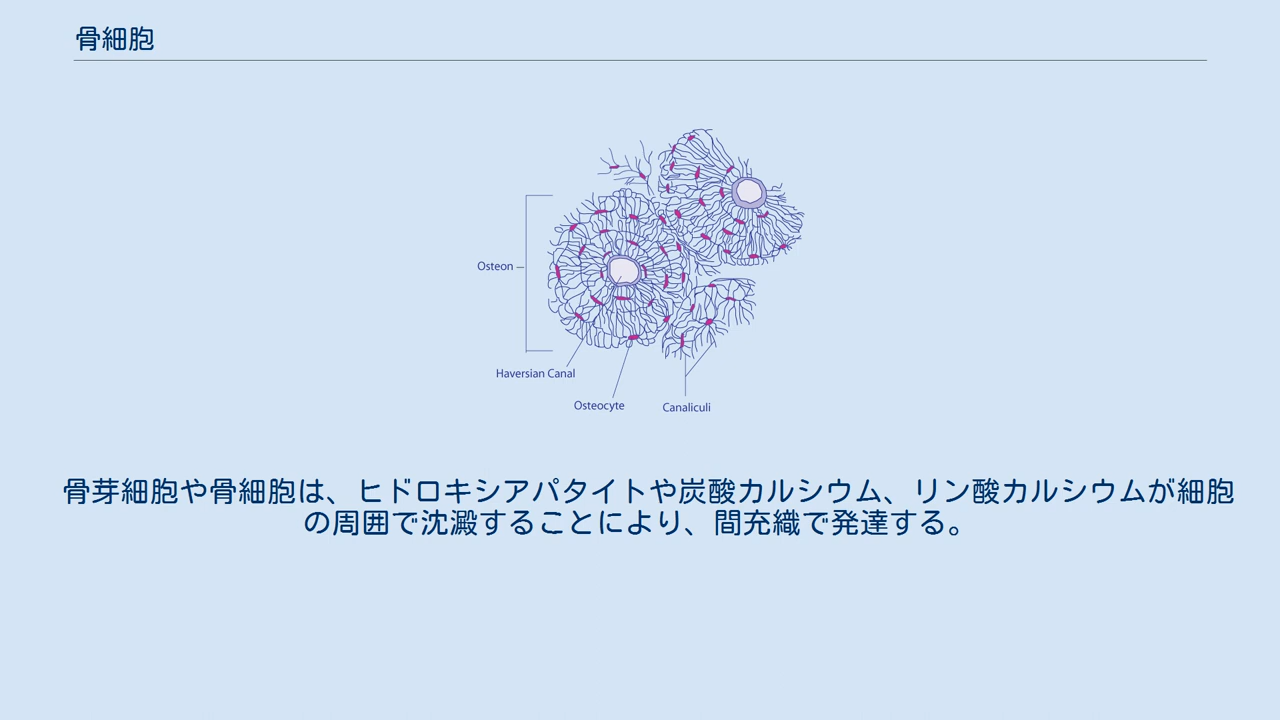 骨細胞
Osteon
Haversian Canal
Osteocyte
Canaliculi
骨芽細胞や骨細胞は、ヒドロキシアパタイトや炭酸カルシウム、リン酸カルシウムが細胞
の周囲で沈澱することにより、間充織で発達する。